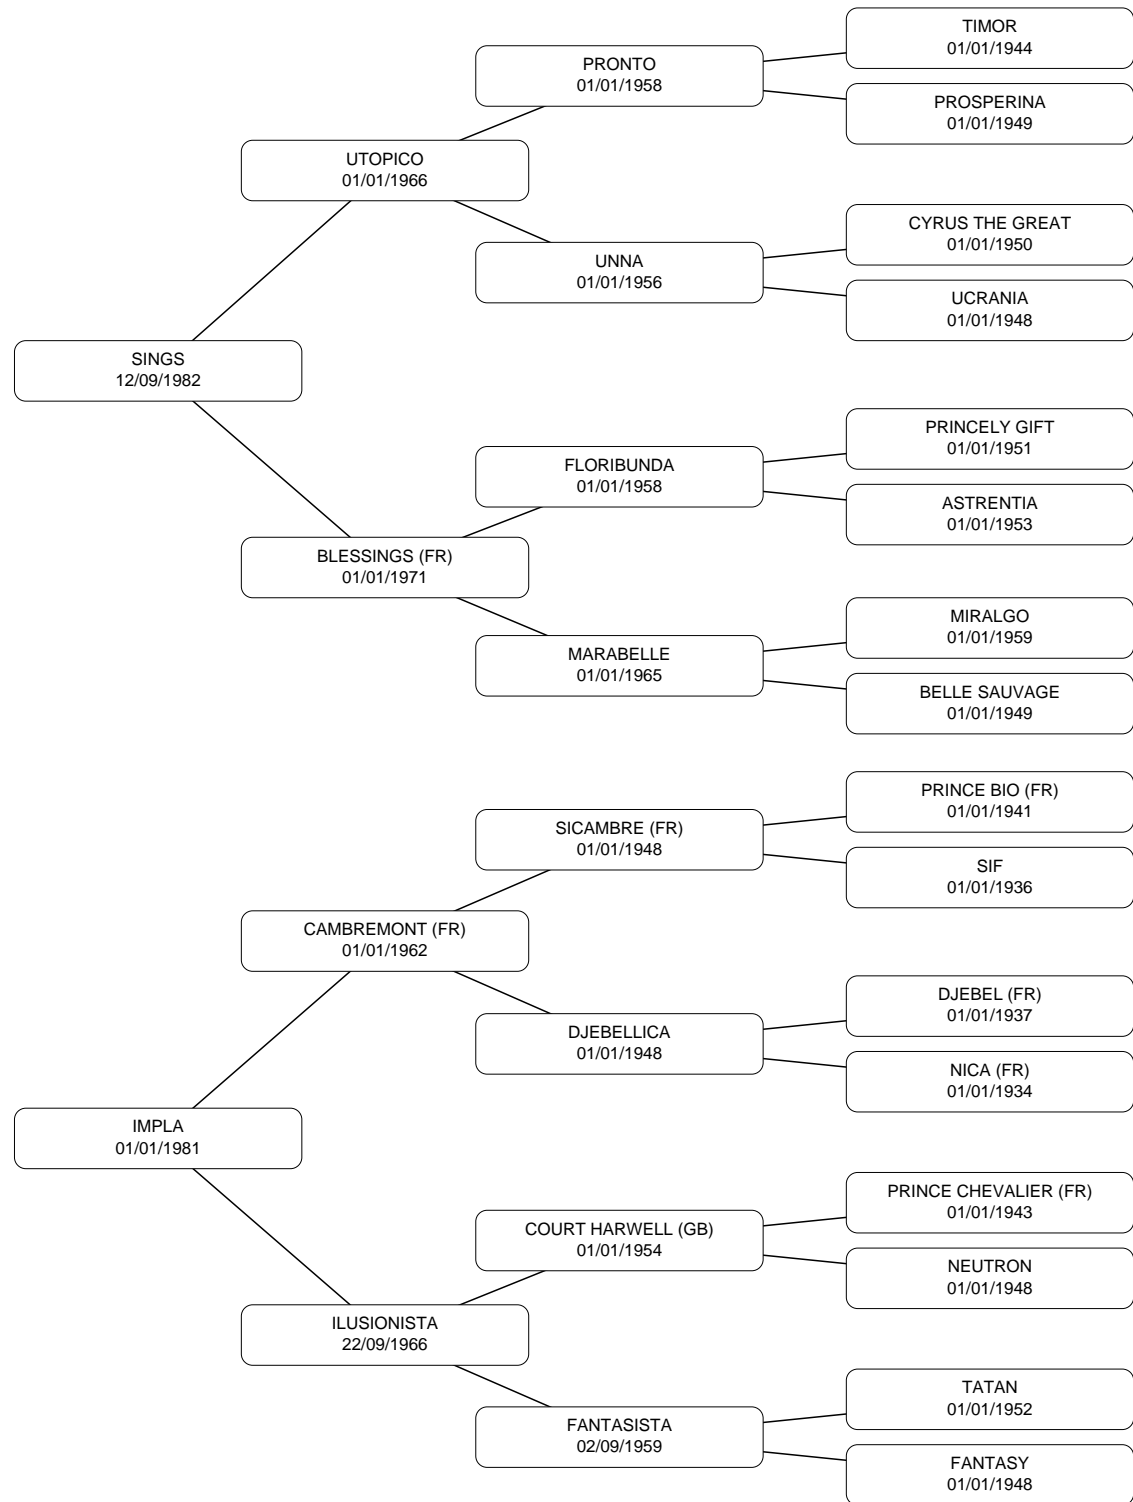 TIMOR
01/01/1944
PRONTO
01/01/1958
PROSPERINA
01/01/1949
UTOPICO
01/01/1966
CYRUS THE GREAT
01/01/1950
UNNA
01/01/1956
UCRANIA
01/01/1948
SINGS
12/09/1982
PRINCELY GIFT
01/01/1951
FLORIBUNDA
01/01/1958
ASTRENTIA
01/01/1953
BLESSINGS (FR)
01/01/1971
MIRALGO
01/01/1959
MARABELLE
01/01/1965
BELLE SAUVAGE
01/01/1949
PRINCE BIO (FR)
01/01/1941
SICAMBRE (FR)
01/01/1948
SIF
01/01/1936
CAMBREMONT (FR)
01/01/1962
DJEBEL (FR)
01/01/1937
DJEBELLICA
01/01/1948
NICA (FR)
01/01/1934
IMPLA
01/01/1981
PRINCE CHEVALIER (FR)
01/01/1943
COURT HARWELL (GB)
01/01/1954
NEUTRON
01/01/1948
ILUSIONISTA
22/09/1966
TATAN
01/01/1952
FANTASISTA
02/09/1959
FANTASY
01/01/1948